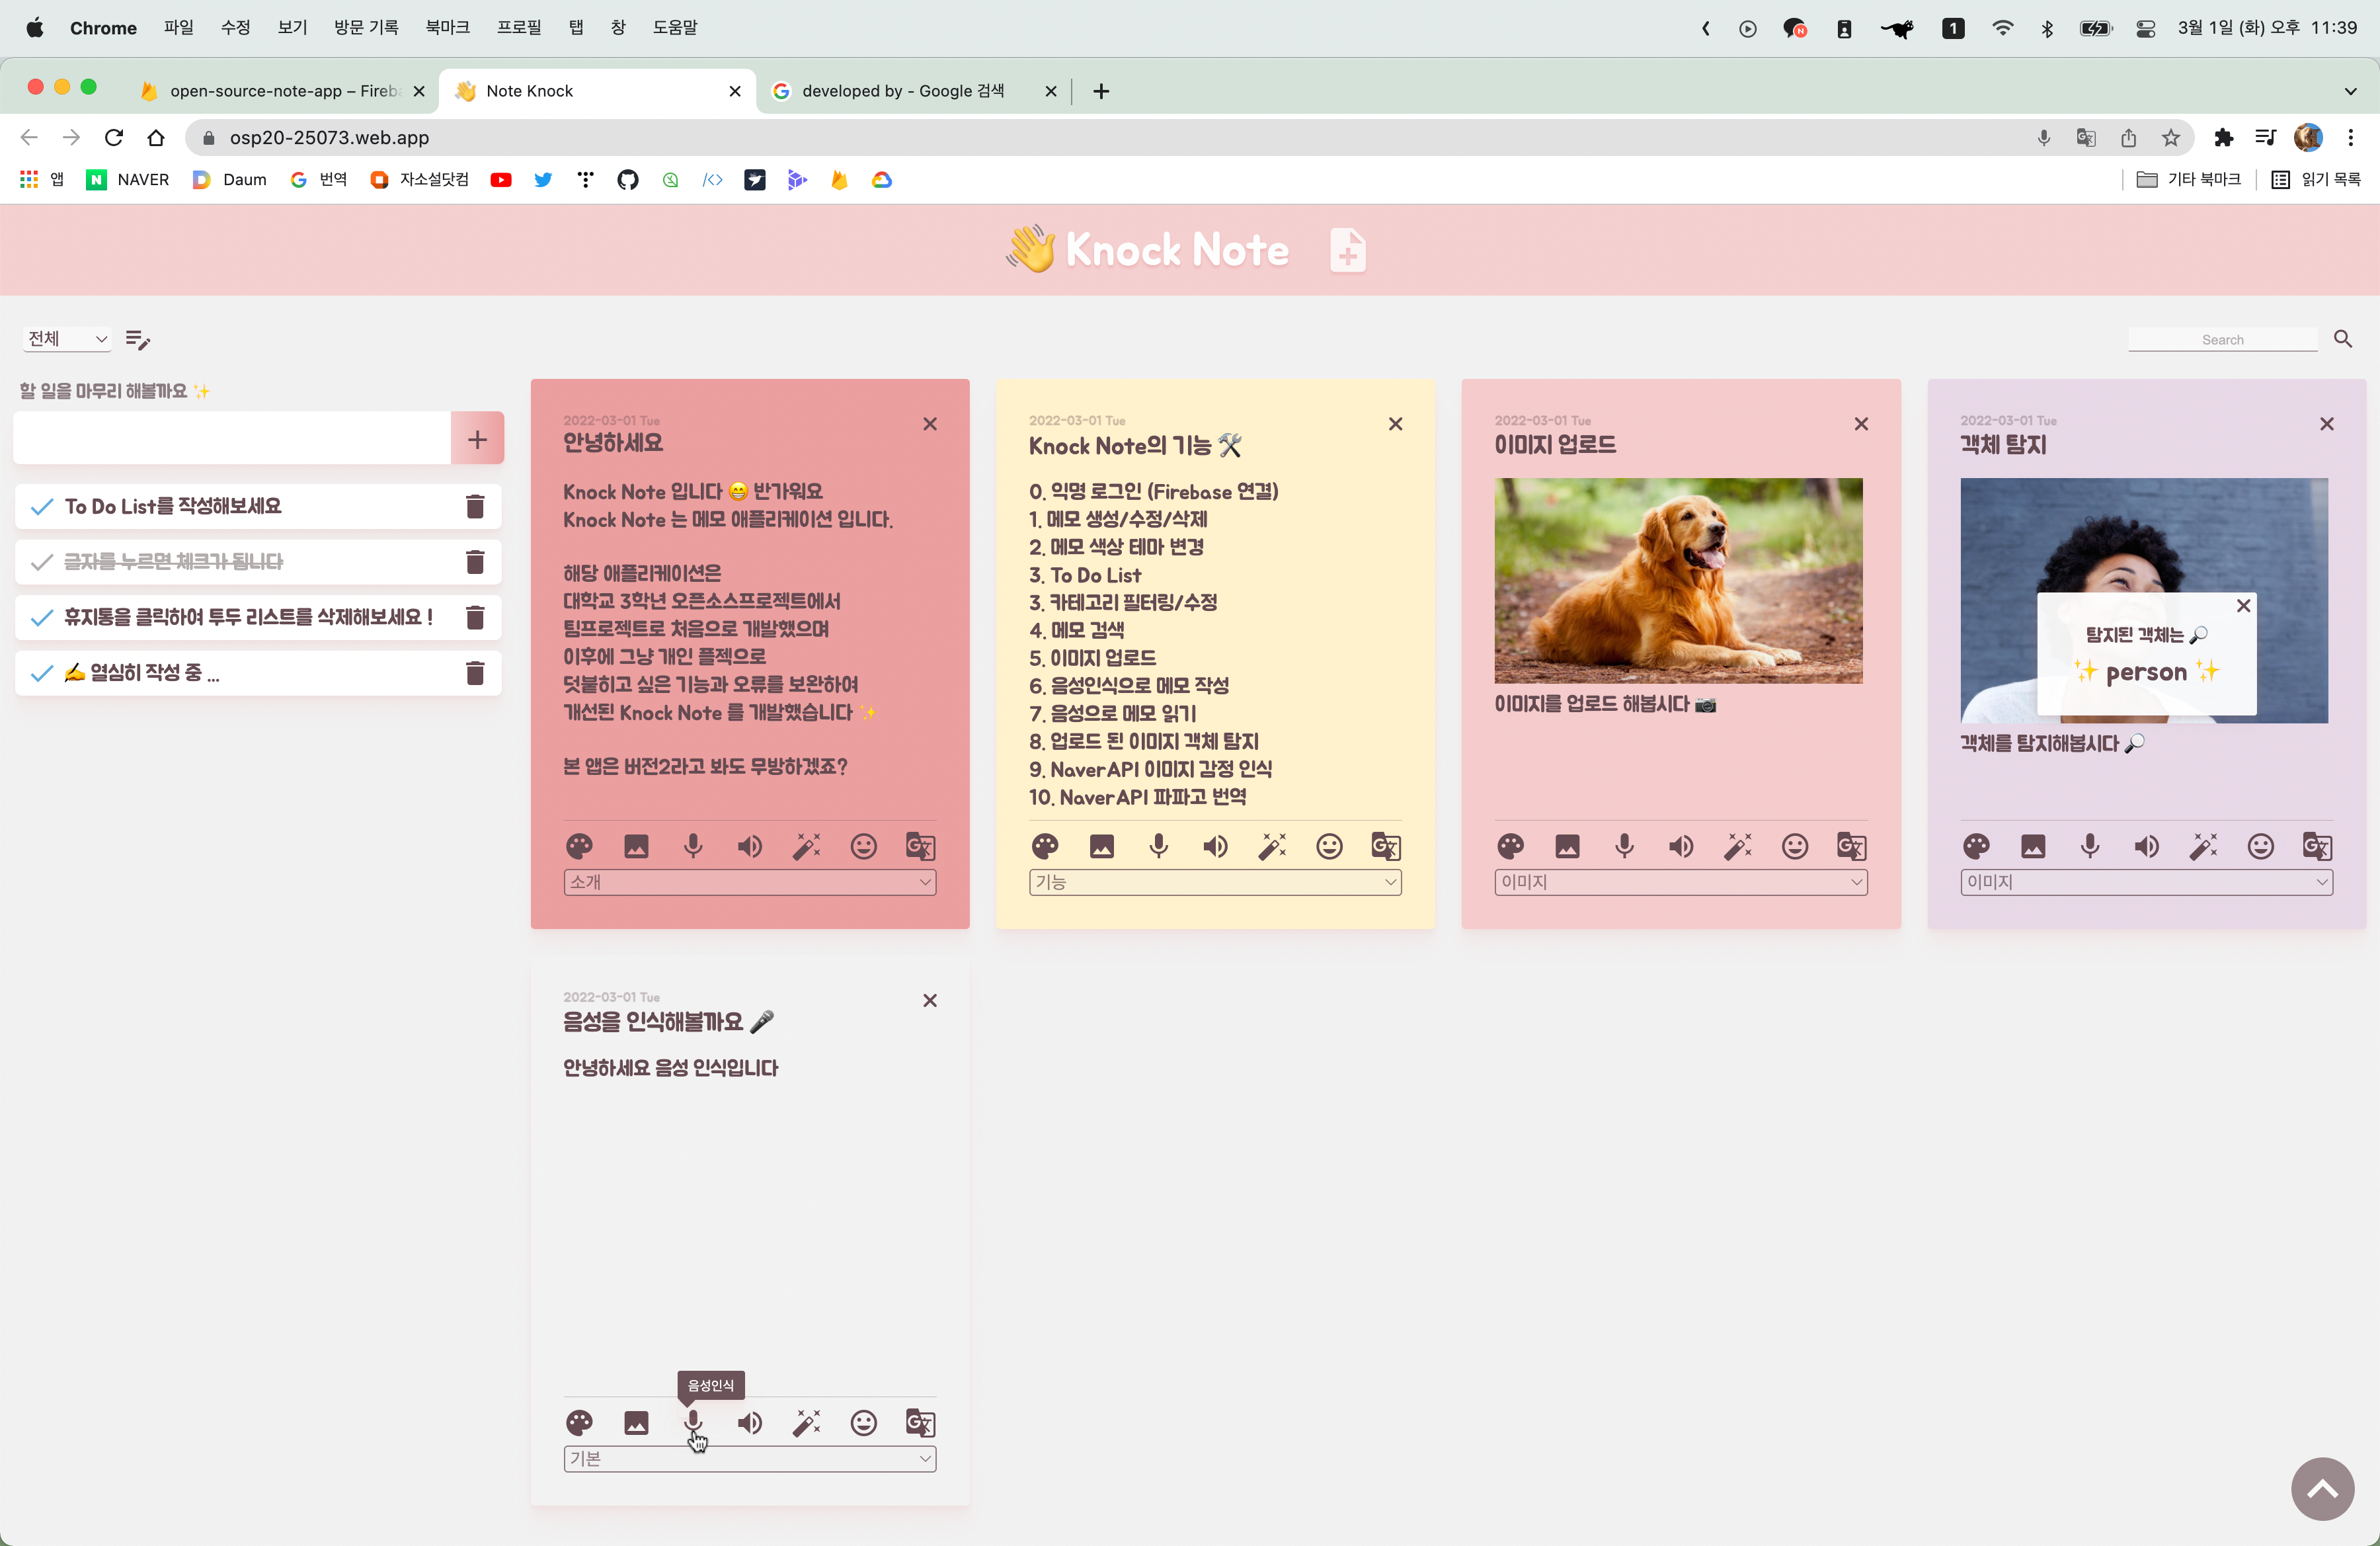 Chrome 파일 수정 보기 방문 기록 북마크 프로필 탭 창 도움말 1 3월 1일 (화) 오후 11:39
open-source-note-app – Fireb
Note Knock
developed by - Google 검색
osp20-25073.web.app
앱 NAVER Daum 번역 자소설닷컴 기타 북마크 읽기 목록
👋 Knock Note
전체
Search
할 일을 마무리 해볼까요 ✨
To Do List를 작성해보세요
글자를 누르면 체크가 됩니다
휴지통을 클릭하여 투두 리스트를 삭제해보세요 !
✍️ 열심히 작성 중 ...
2022-03-01 Tue
안녕하세요
Knock Note 입니다 😁 반가워요
Knock Note 는 메모 애플리케이션 입니다.
해당 애플리케이션은
대학교 3학년 오픈소스프로젝트에서
팀프로젝트로 처음으로 개발했으며
이후에 그냥 개인 플젝으로
덧붙히고 싶은 기능과 오류를 보완하여
개선된 Knock Note 를 개발했습니다 ✨
본 앱은 버전2라고 봐도 무방하겠죠?
소개
2022-03-01 Tue
Knock Note의 기능 🛠
0. 익명 로그인 (Firebase 연결)
1. 메모 생성/수정/삭제
2. 메모 색상 테마 변경
3. To Do List
3. 카테고리 필터링/수정
4. 메모 검색
5. 이미지 업로드
6. 음성인식으로 메모 작성
7. 음성으로 메모 읽기
8. 업로드 된 이미지 객체 탐지
9. NaverAPI 이미지 감정 인식
10. NaverAPI 파파고 번역
기능
2022-03-01 Tue
이미지 업로드
이미지를 업로드 해봅시다 📷
이미지
2022-03-01 Tue
객체 탐지
탐지된 객체는 🔎
✨ person ✨
객체를 탐지해봅시다 🔎
이미지
2022-03-01 Tue
음성을 인식해볼까요 🎤
안녕하세요 음성 인식입니다
음성인식
기본